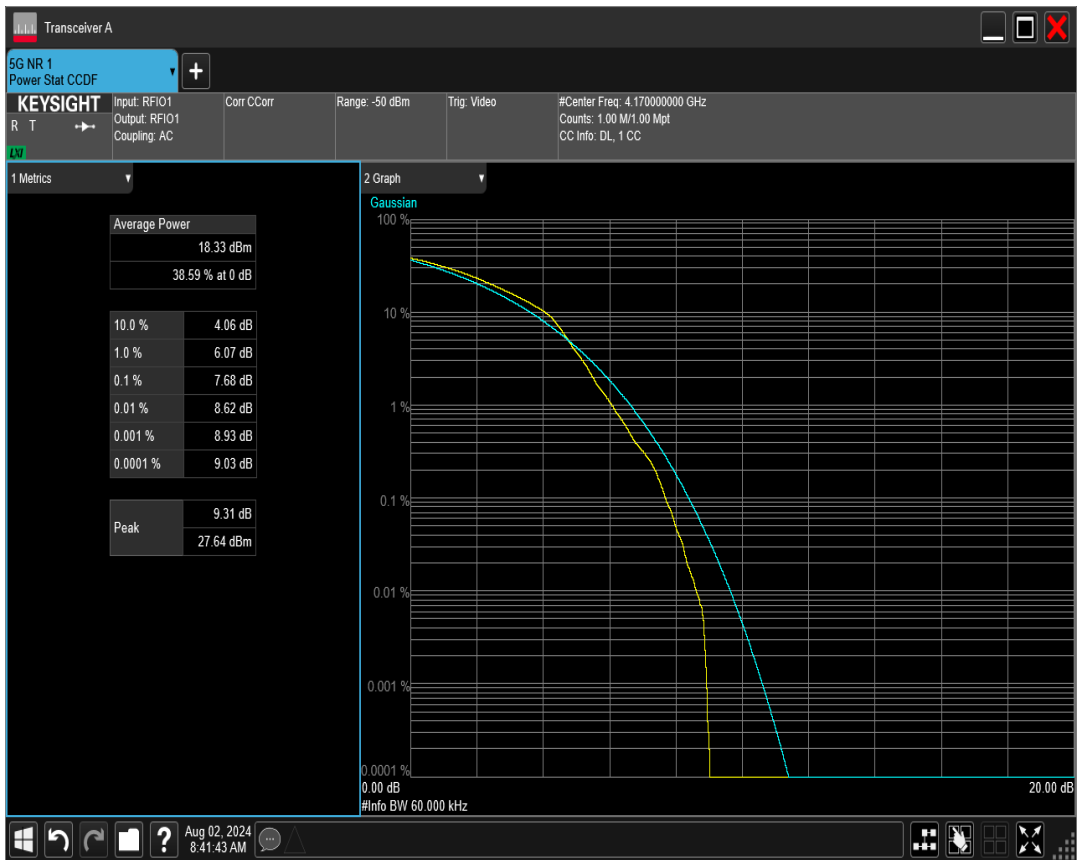 Transceiver A
5G NR 1
Power Stat CCDF
KEYSIGHT
R T
LXI
Input: RFIO1
Output: RFIO1
Coupling: AC
Corr CCorr
Range: -50 dBm
Trig: Video
#Center Freq: 4.170000000 GHz
Counts: 1.00 M/1.00 Mpt
CC Info: DL, 1 CC
1 Metrics
Average Power
18.33 dBm
38.59 % at 0 dB
10.0 % 4.06 dB
1.0 % 6.07 dB
0.1 % 7.68 dB
0.01 % 8.62 dB
0.001 % 8.93 dB
0.0001 % 9.03 dB
Peak
9.31 dB
27.64 dBm
2 Graph
Gaussian
100 %
10 %
1 %
0.1 %
0.01 %
0.001 %
0.0001 %
0.00 dB 20.00 dB
#Info BW 60.000 kHz
? Aug 02, 2024
8:41:43 AM